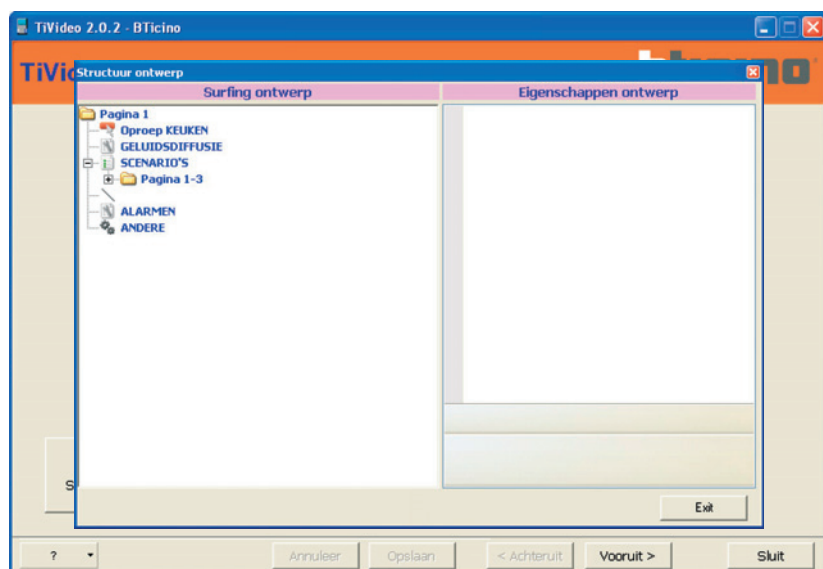 TiVideo 2.0.2 - BTicino
TiVid
Structuur ontwerp
Surfing ontwerp
Eigenschappen ontwerp
Pagina 1
Oproep KEUKEN
GELUIDSDIFFUSIE
SCENARIO'S
Pagina 1-3
ALARMEN
ANDERE
S
Exit
?
Annuleer
Opslaan
< Achteruit
Vooruit >
Sluit